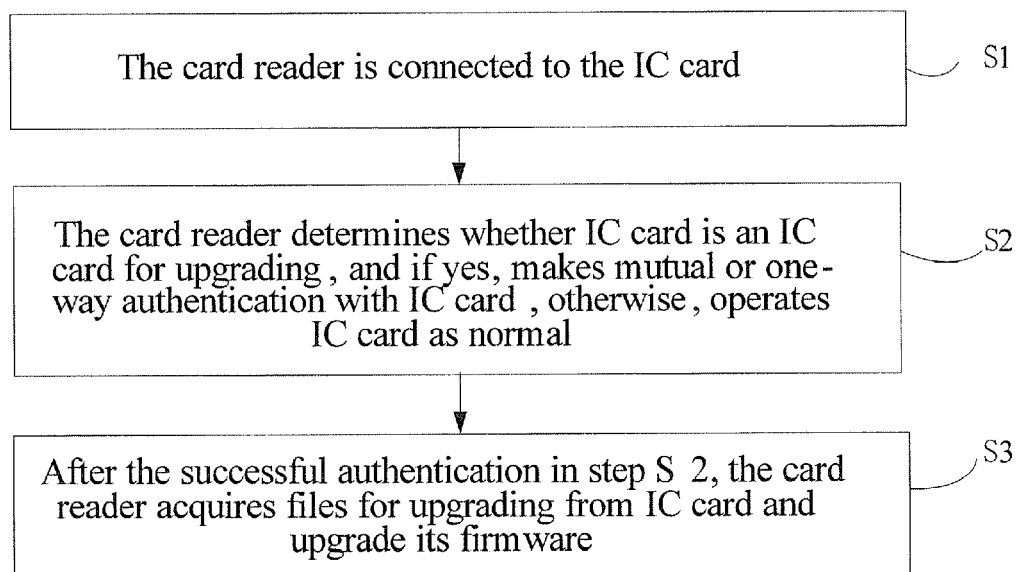 The card reader is connected to the IC card
S1
The card reader determines whether IC card is an IC
card for upgrading, and if yes, makes mutual or one-
way authentication with IC card , otherwise, operates
IC card as normal
S2
After the successful authentication in step S 2, the card
reader acquires files for upgrading from IC card and
upgrade its firmware
S3